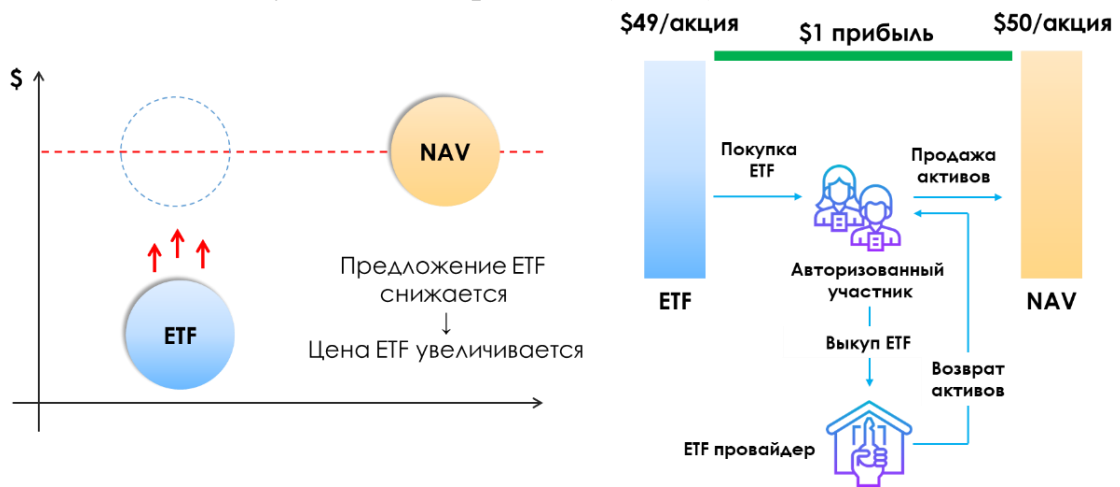 $
NAV
ETF
Предложение ETF
снижается
↓
Цена ETF увеличивается
$49/акция
$1 прибыль
$50/акция
Покупка
ETF
Продажа
активов
Авторизованный
участник
ETF
NAV
Выкуп ETF
Возврат
активов
ETF провайдер